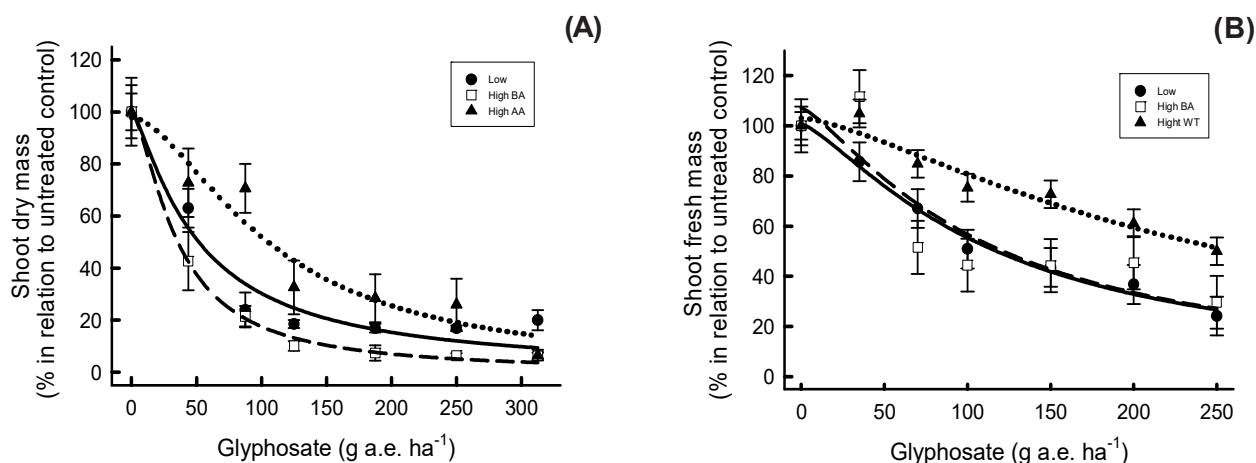 (A)
120
100
80
60
40
20
0
Shoot dry mass
(% in relation to untreated control)
Low
High BA
High AA
0 50 100 150 200 250 300
Glyphosate (g a.e. ha-1)
(B)
120
100
80
60
40
20
0
Shoot fresh mass
(% in relation to untreated control)
Low
High BA
Hight WT
0 50 100 150 200 250
Glyphosate (g a.e. ha-1)